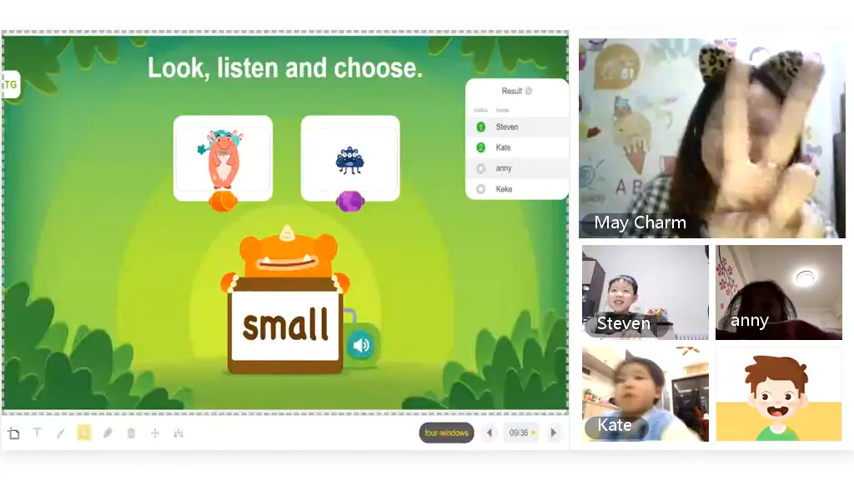 Look, listen and choose.
TG
Result
status name
1 Steven
2 Kate
anny
Keke
small
four-windows
09/36
ABC
May Charm
Steven
anny
Kate